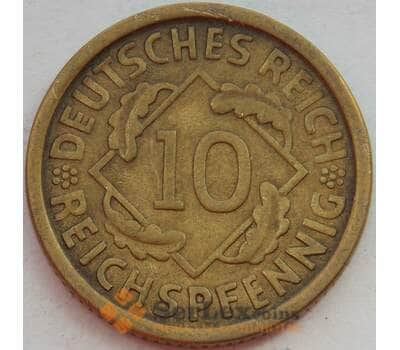 DEUTSCHES REICH
10
REICHSPFENNIG